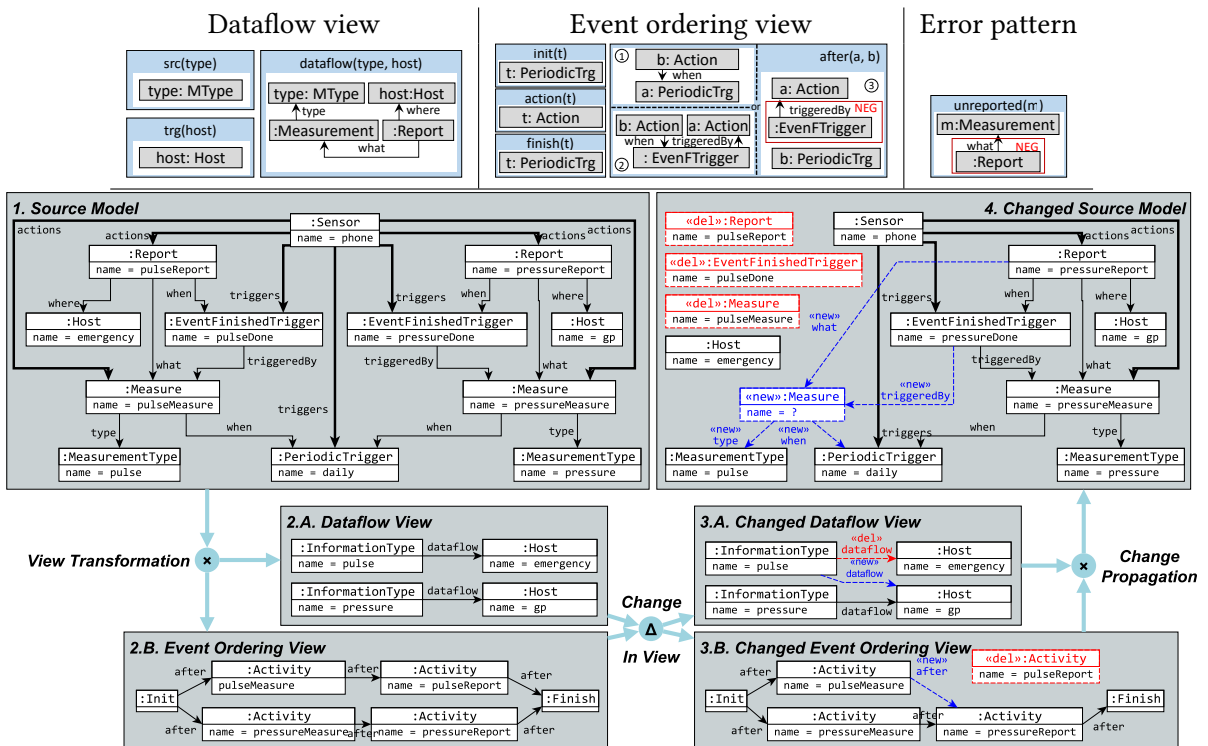 Dataflow view
Event ordering view
Error pattern
src(type)
type: MType
trg(host)
host: Host
dataflow(type, host)
type: MType
host:Host
type
where
:Measurement
:Report
what
init(t)
t: PeriodicTrg
action(t)
t: Action
finish(t)
t: PeriodicTrg
①
b: Action
when
a: PeriodicTrg
or
b: Action
a: Action
when
triggeredBy
②
: EvenFTrigger
after(a, b)
a: Action
③
triggeredBy
NEG
:EvenFTrigger
b: PeriodicTrg
unreported(m)
m:Measurement
what
NEG
:Report
1. Source Model
:Sensor
name = phone
actions
actions
actions
actions
:Report
name = pulseReport
:Report
name = pressureReport
where
when
triggers
triggers
when
where
:Host
name = emergency
:EventFinishedTrigger
name = pulseDone
:EventFinishedTrigger
name = pressureDone
:Host
name = gp
what
triggeredBy
triggeredBy
what
:Measure
name = pulseMeasure
:Measure
name = pressureMeasure
triggers
type
when
when
type
:MeasurementType
name = pulse
:PeriodicTrigger
name = daily
:MeasurementType
name = pressure
4. Changed Source Model
«del»:Report
name = pulseReport
:Sensor
name = phone
actions
actions
«del»:EventFinishedTrigger
name = pulseDone
:Report
name = pressureReport
«del»:Measure
name = pulseMeasure
triggers
when
where
«new»
what
:EventFinishedTrigger
name = pressureDone
:Host
name = gp
:Host
name = emergency
triggeredBy
what
«new»:Measure
name = ?
«new»
triggeredBy
:Measure
name = pressureMeasure
«new»
type
«new»
when
triggers
when
type
:MeasurementType
name = pulse
:PeriodicTrigger
name = daily
:MeasurementType
name = pressure
View Transformation
×
2.A. Dataflow View
:InformationType
name = pulse
dataflow
:Host
name = emergency
:InformationType
name = pressure
dataflow
:Host
name = gp
Change
Δ
In View
3.A. Changed Dataflow View
:InformationType
name = pulse
«del»
dataflow
:Host
name = emergency
«new»
dataflow
:InformationType
name = pressure
dataflow
:Host
name = gp
×
Change
Propagation
2.B. Event Ordering View
:Init
after
:Activity
pulseMeasure
after
:Activity
name = pulseReport
after
:Finish
after
:Activity
name = pressureMeasure
after
:Activity
name = pressureReport
after
3.B. Changed Event Ordering View
:Init
after
:Activity
name = pulseMeasure
«new»
after
«del»:Activity
name = pulseReport
:Finish
after
:Activity
name = pressureMeasure
after
:Activity
name = pressureReport
after